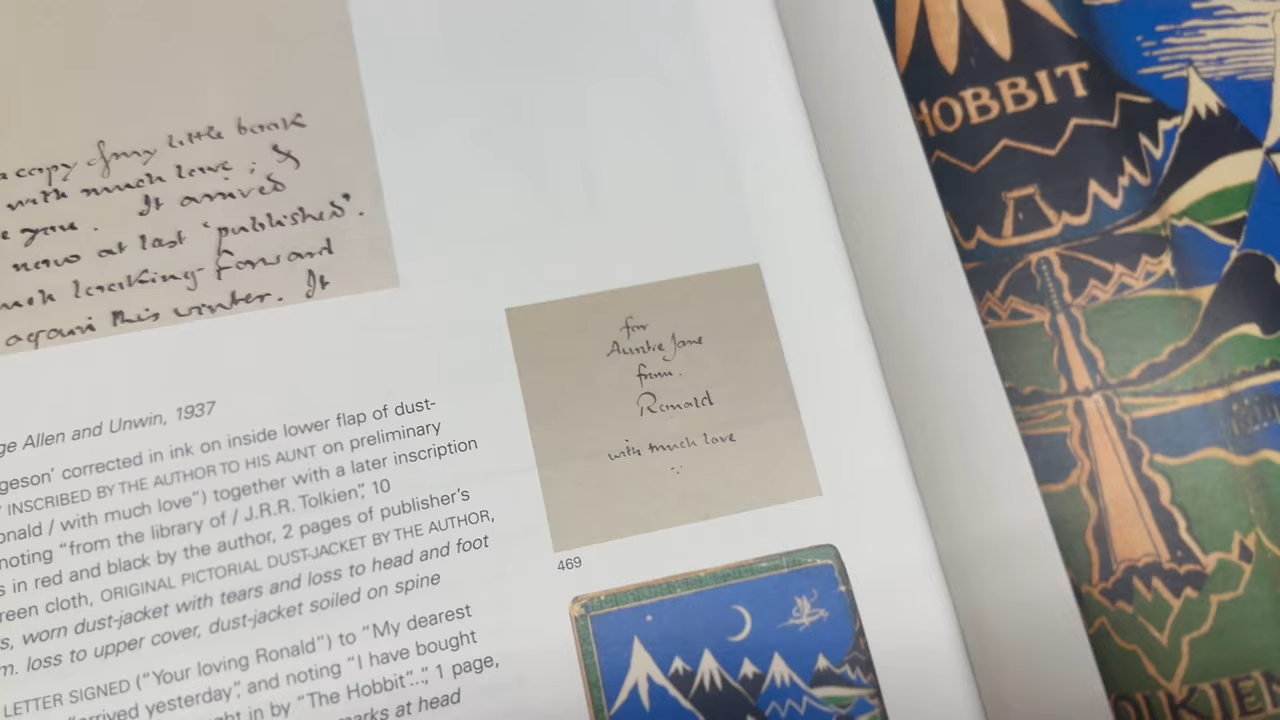 a copy of my little book
with much love ; &
e you . It arrived
now at last 'published'.
uch looking forward
again this winter. It
ge Allen and Unwin, 1937
geson' corrected in ink on inside lower flap of dust-
INSCRIBED BY THE AUTHOR TO HIS AUNT on preliminary
onald / with much love") together with a later inscription
noting "from the library of / J.R.R. Tolkien", 10
s in red and black by the author, 2 pages of publisher's
reen cloth, ORIGINAL PICTORIAL DUST-JACKET BY THE AUTHOR,
s, worn dust-jacket with tears and loss to head and foot
m. loss to upper cover, dust-jacket soiled on spine
LETTER SIGNED ("Your loving Ronald") to "My dearest
"arrived yesterday", and noting "I have bought
ght in by "The Hobbit"...", 1 page,
arks at head
for
Auntie Jane
from.
Ronald
with much love
469
HOBBIT
OLKIEN